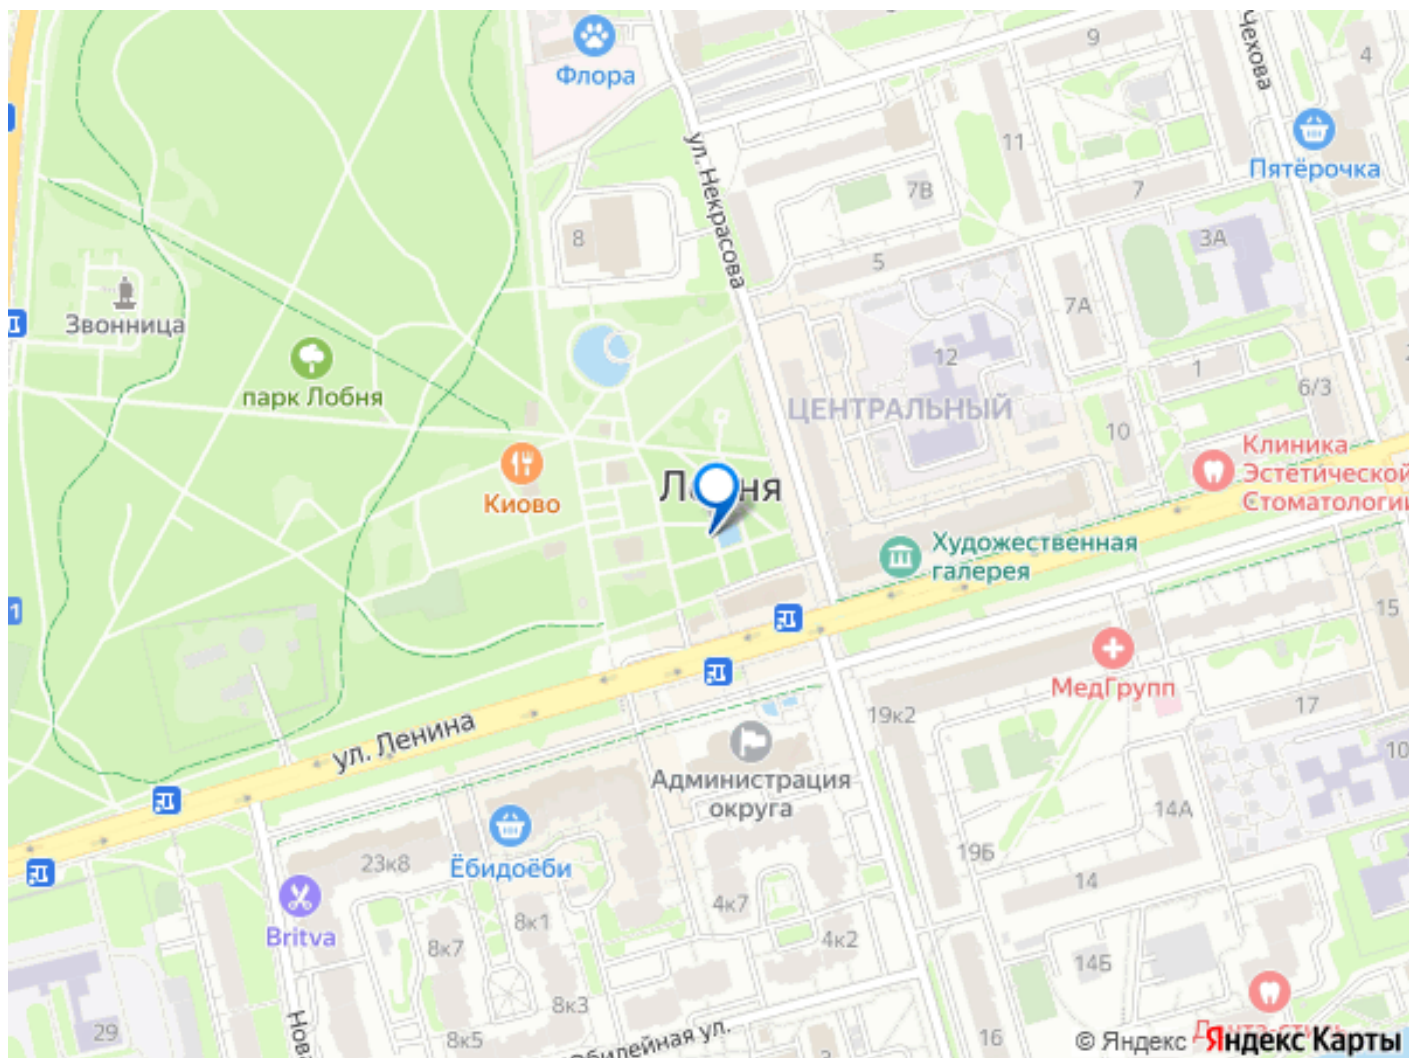 Флора
ул. Некрасова
Чехова
9
4
11
Пятёрочка
7В
7
8
3А
5
Звонница
7А
12
парк Лобня
1
6/3
ЦЕНТРАЛЬНЫЙ
10
Клиника
Эстетической
Стоматологии
Киово
Художественная
галерея
1
15
МедГрупп
19к2
17
ул. Ленина
Администрация
округа
10
14А
23к8
Ёбидоёби
19Б
14
Britva
8к1
4к7
8к7
4к2
14Б
8к3
29
8к5
16
© Яндекс
Яндекс Карты